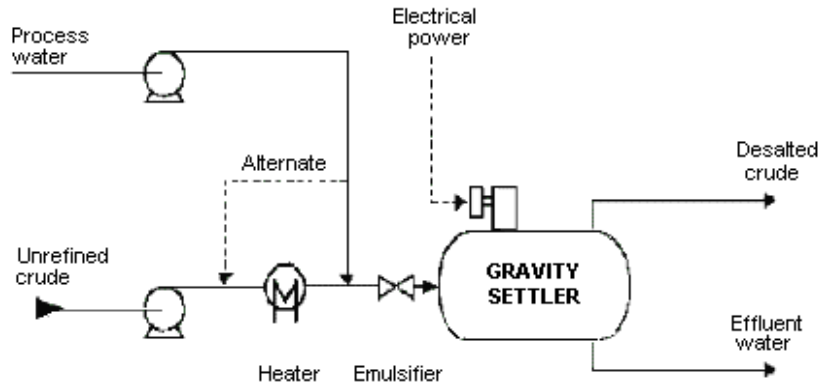 Electrical
power
Process
water
Alternate
Desalted
crude
Unrefined
crude
GRAVITY
SETTLER
Effluent
water
Heater
Emulsifier